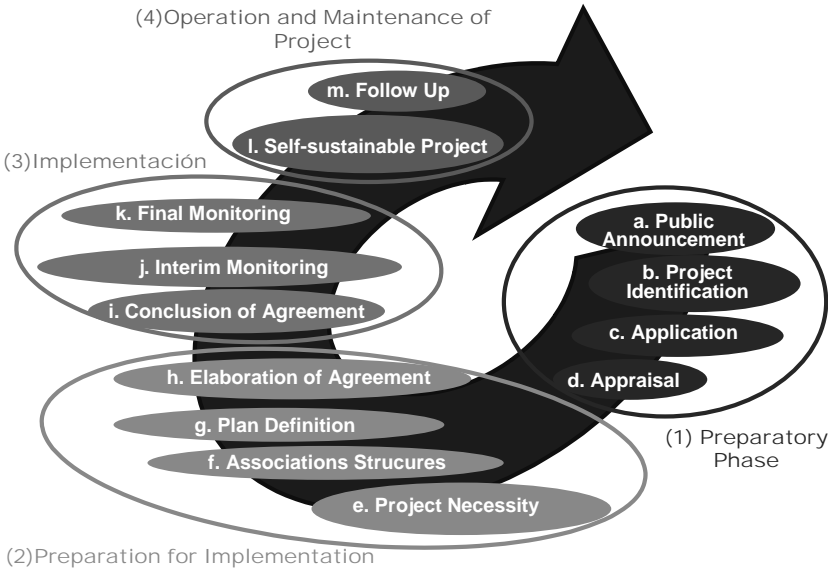 (4)Operation and Maintenance of
Project
m. Follow Up
l. Self-sustainable Project
(3)Implementación
k. Final Monitoring
j. Interim Monitoring
i. Conclusion of Agreement
a. Public
Announcement
b. Project
Identification
c. Application
d. Appraisal
(1) Preparatory
Phase
h. Elaboration of Agreement
g. Plan Definition
f. Associations Strucures
e. Project Necessity
(2)Preparation for Implementation